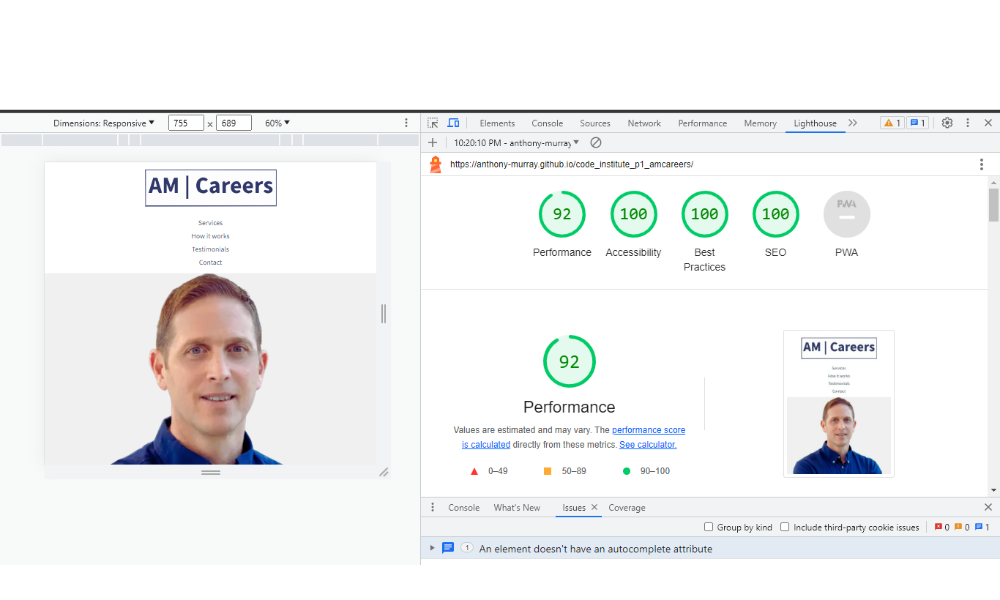 Dimensions: Responsive 755 × 689 60%
AM | Careers
Services
How it works
Testimonials
Contact
Elements Console Sources Network Performance Memory Lighthouse 1 1
10:20:10 PM - anthony-murray
https://anthony-murray.github.io/code_institute_p1_amcareers/
92 100 100 100 PWA
Performance Accessibility Best Practices SEO PWA
92
Performance
Values are estimated and may vary. The performance score
is calculated directly from these metrics. See calculator.
0–49 50–89 90–100
AM | Careers
Services
How it works
Testimonials
Contact
Console What's New Issues Coverage
Group by kind Include third-party cookie issues 0 0 1
1 An element doesn't have an autocomplete attribute